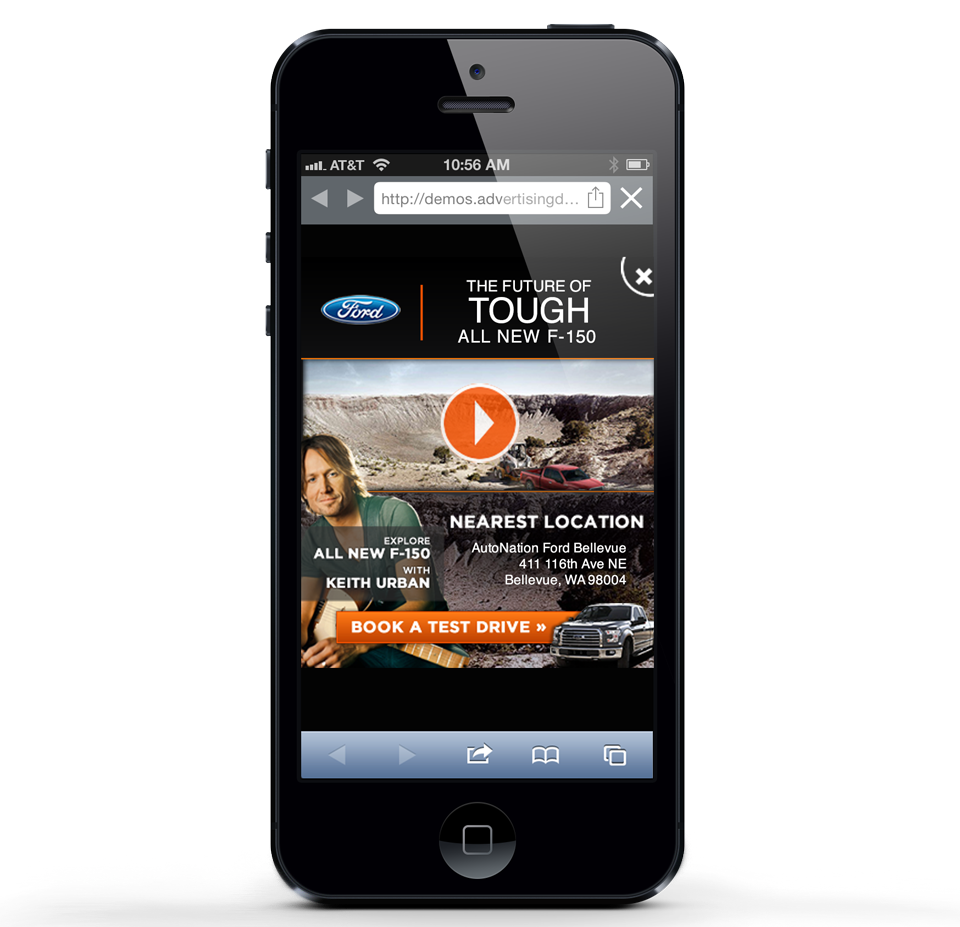 AT&T 10:56 AM
http://demos.advertisingd...
Ford
THE FUTURE OF
TOUGH
ALL NEW F-150
EXPLORE
ALL NEW F-150
WITH
KEITH URBAN
NEAREST LOCATION
AutoNation Ford Bellevue
411 116th Ave NE
Bellevue, WA 98004
BOOK A TEST DRIVE »